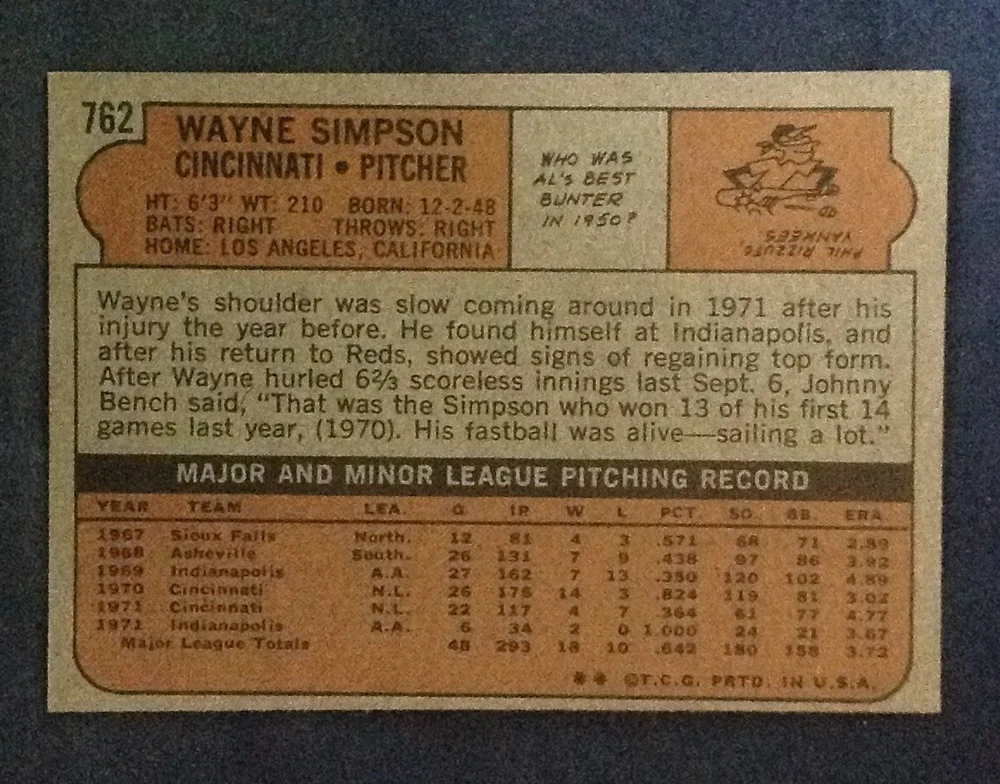 762
WAYNE SIMPSON
CINCINNATI • PITCHER
HT: 6'3" WT: 210 BORN: 12-2-48
BATS: RIGHT THROWS: RIGHT
HOME: LOS ANGELES, CALIFORNIA
WHO WAS
AL'S BEST
BUNTER
IN 1950?
PHIL RIZZUTO,
YANKEES
Wayne's shoulder was slow coming around in 1971 after his
injury the year before. He found himself at Indianapolis, and
after his return to Reds, showed signs of regaining top form.
After Wayne hurled 6⅔ scoreless innings last Sept. 6, Johnny
Bench said, “That was the Simpson who won 13 of his first 14
games last year, (1970). His fastball was alive—sailing a lot.”
MAJOR AND MINOR LEAGUE PITCHING RECORD
YEAR TEAM LEA. G IP W L PCT. SO. BB. ERA
1967 Sioux Falls North. 12 81 4 3 .571 68 71 2.89
1968 Asheville South. 26 131 7 9 .438 97 86 3.92
1969 Indianapolis A.A. 27 162 7 13 .350 120 102 4.89
1970 Cincinnati N.L. 26 176 14 3 .824 119 81 3.02
1971 Cincinnati N.L. 22 117 4 7 .364 61 77 4.77
1971 Indianapolis A.A. 6 34 2 0 1.000 24 21 3.67
Major League Totals 48 293 18 10 .642 180 158 3.72
** ©T.C.G. PRTD. IN U.S.A.